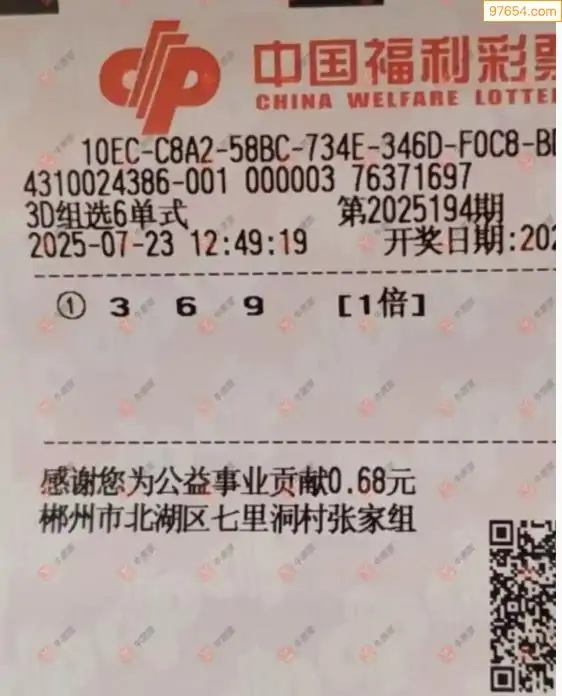 97654.com
中国福利彩票
CHINA WELFARE LOTTE
10EC-C8A2-58BC-734E-346D-F0C8-B
4310024386-001 000003 76371697
3D组选6单式 第2025194期
2025-07-23 12:49:19 开奖日期:202
① 3 6 9 [1倍]
感谢您为公益事业贡献0.68元
郴州市北湖区七里洞村张家组